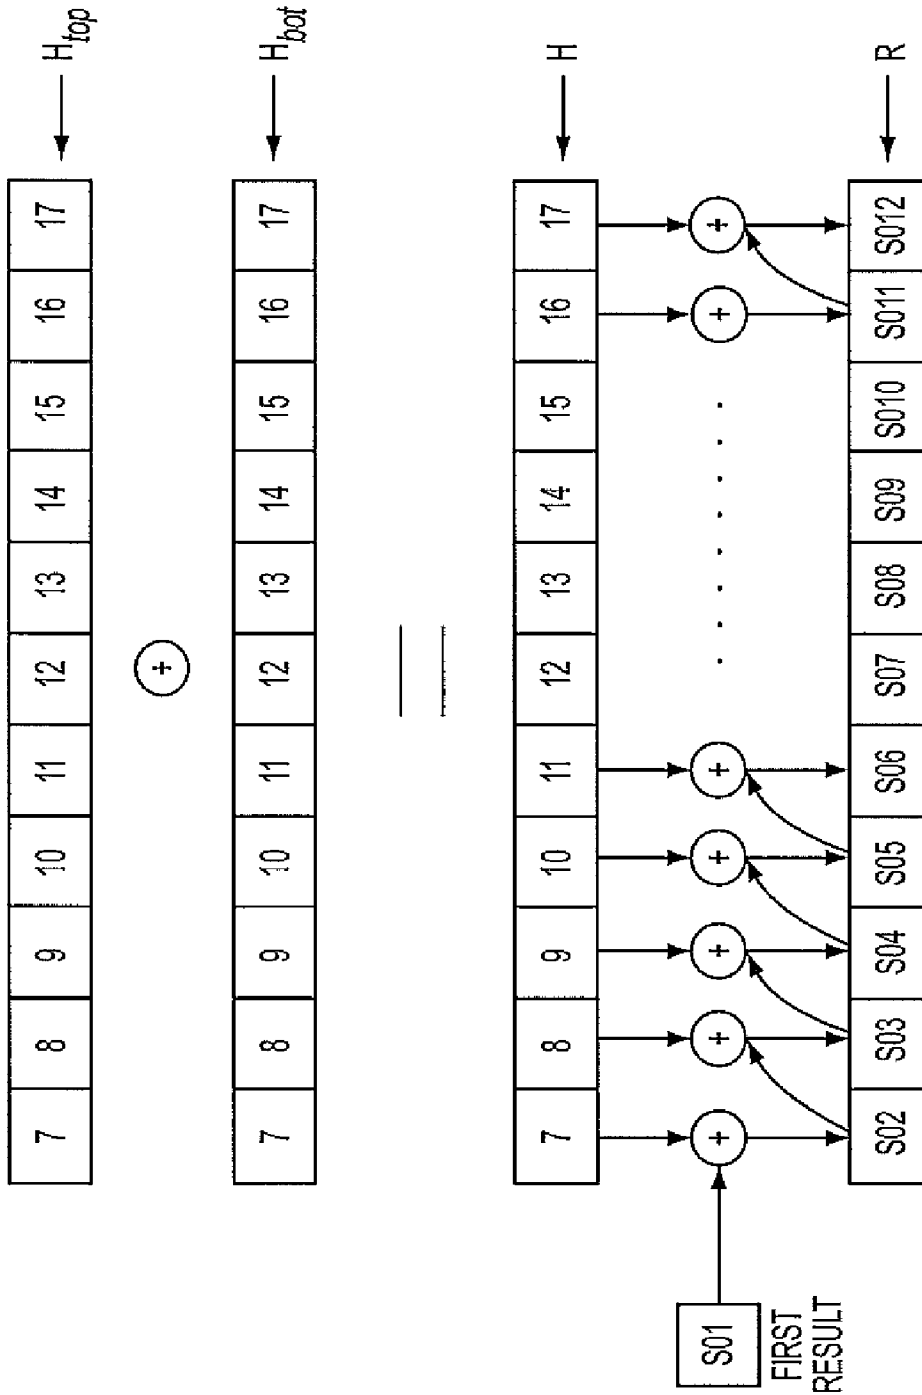 7 8 9 10 11 12 13 14 15 16 17 H_top
+
7 8 9 10 11 12 13 14 15 16 17 H_bot
=
7 8 9 10 11 12 13 14 15 16 17 H
S01 + + + + + . . . . . . . . + +
FIRST
RESULT
S02 S03 S04 S05 S06 S07 S08 S09 S010 S011 S012 R